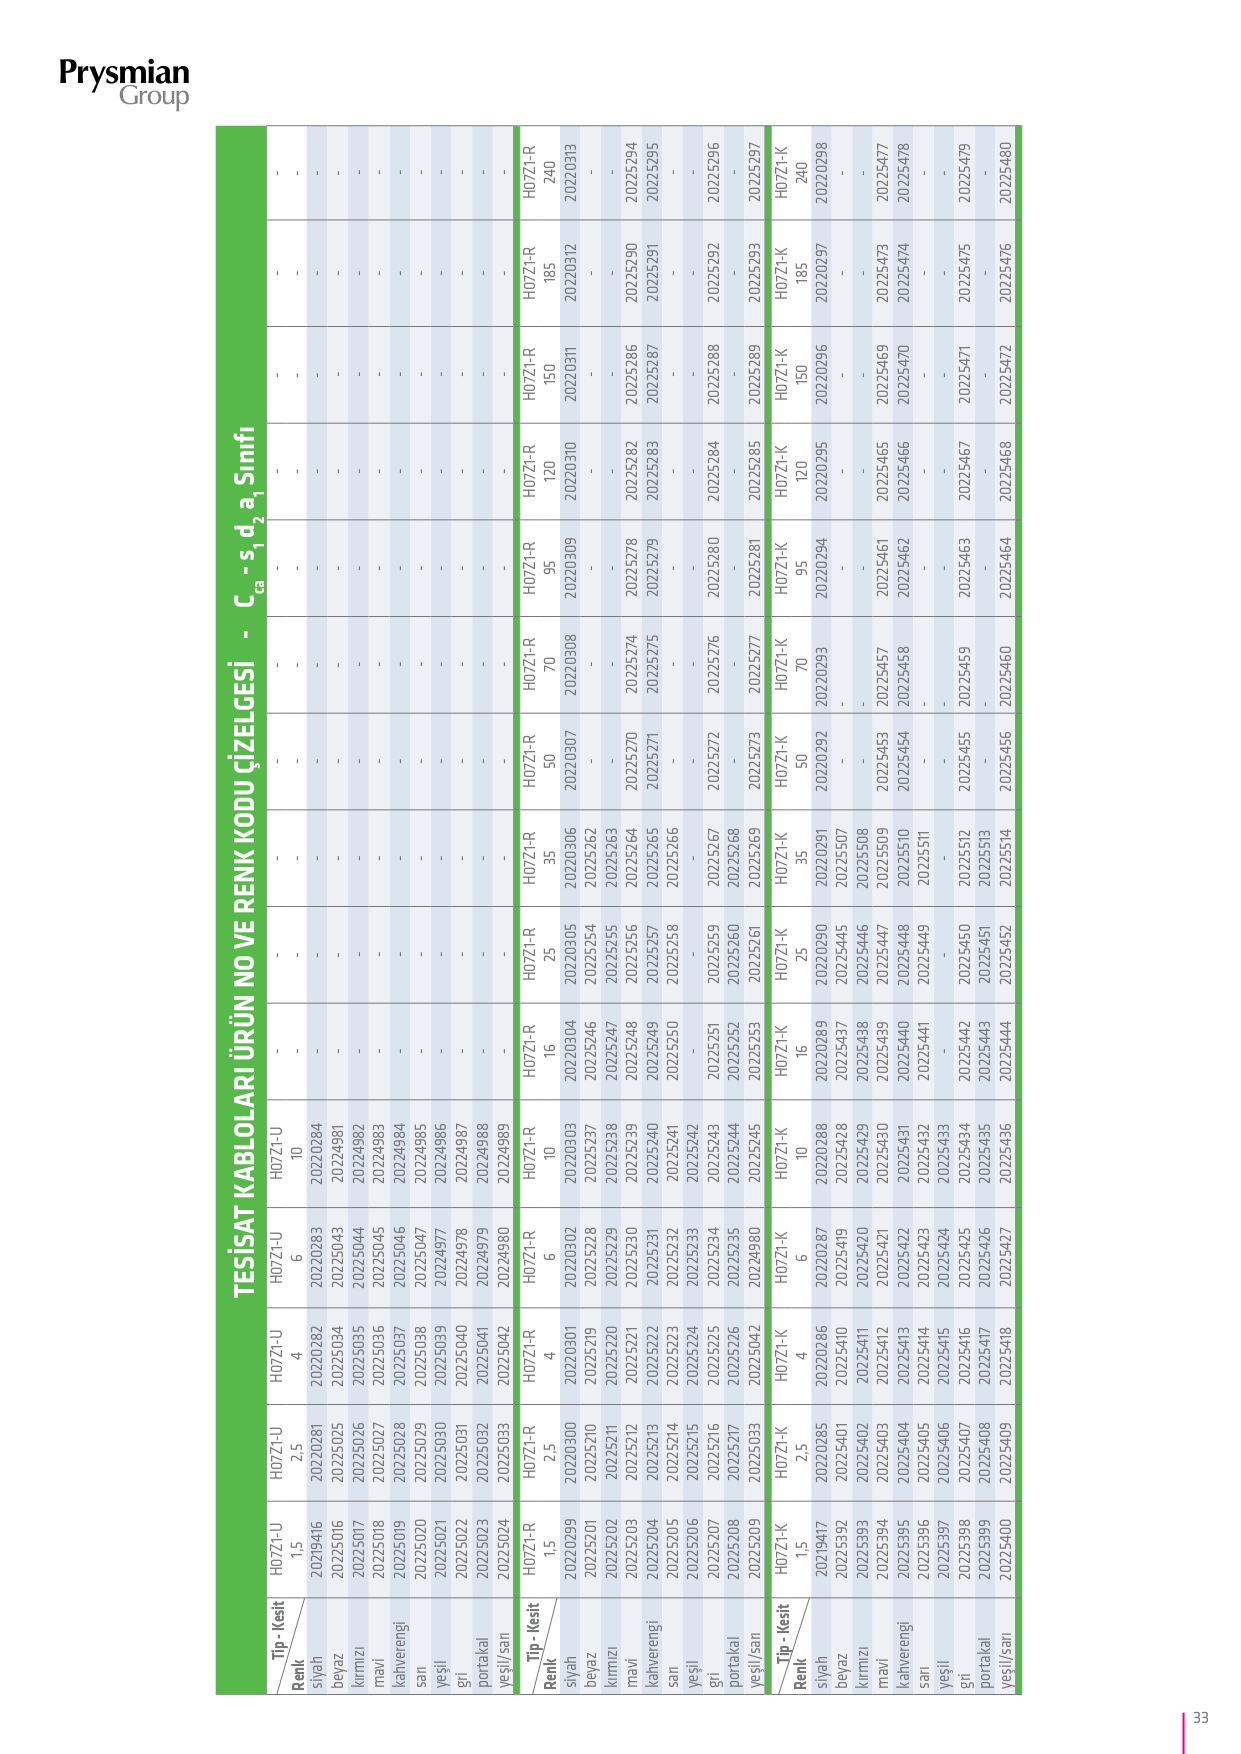 Prysmian
Group
TESİSAT KABLOLARI ÜRÜN NO VE RENK KODU ÇİZELGESİ - Cca - s1 d2 a1 Sınıfı
Tip - Kesit H07Z1-U H07Z1-U H07Z1-U H07Z1-U H07Z1-U - - - - - - - - - -
Renk 1,5 2,5 4 6 10 - - - - - - - - - -
siyah 20219416 20220281 20220282 20220283 20220284 - - - - - - - - - -
beyaz 20225016 20225025 20225034 20225043 20224981 - - - - - - - - - -
kırmızı 20225017 20225026 20225035 20225044 20224982 - - - - - - - - - -
mavi 20225018 20225027 20225036 20225045 20224983 - - - - - - - - - -
kahverengi 20225019 20225028 20225037 20225046 20224984 - - - - - - - - - -
sarı 20225020 20225029 20225038 20225047 20224985 - - - - - - - - - -
yeşil 20225021 20225030 20225039 20224977 20224986 - - - - - - - - - -
gri 20225022 20225031 20225040 20224978 20224987 - - - - - - - - - -
portakal 20225023 20225032 20225041 20224979 20224988 - - - - - - - - - -
yeşil/sarı 20225024 20225033 20225042 20224980 20224989 - - - - - - - - - -
Tip - Kesit H07Z1-R H07Z1-R H07Z1-R H07Z1-R H07Z1-R H07Z1-R H07Z1-R H07Z1-R H07Z1-R H07Z1-R H07Z1-R H07Z1-R H07Z1-R H07Z1-R H07Z1-R
Renk 1,5 2,5 4 6 10 16 25 35 50 70 95 120 150 185 240
siyah 20220299 20220300 20220301 20220302 20220303 20220304 20220305 20220306 20220307 20220308 20220309 20220310 20220311 20220312 20220313
beyaz 20225201 20225210 20225219 20225228 20225237 20225246 20225254 20225262 - - - - - - -
kırmızı 20225202 20225211 20225220 20225229 20225238 20225247 20225255 20225263 - - - - - - -
mavi 20225203 20225212 20225221 20225230 20225239 20225248 20225256 20225264 20225270 20225274 20225278 20225282 20225286 20225290 20225294
kahverengi 20225204 20225213 20225222 20225231 20225240 20225249 20225257 20225265 20225271 20225275 20225279 20225283 20225287 20225291 20225295
sarı 20225205 20225214 20225223 20225232 20225241 20225250 20225258 20225266 - - - - - - -
yeşil 20225206 20225215 20225224 20225233 20225242 - - - - - - - - - -
gri 20225207 20225216 20225225 20225234 20225243 20225251 20225259 20225267 20225272 20225276 20225280 20225284 20225288 20225292 20225296
portakal 20225208 20225217 20225226 20225235 20225244 20225252 20225260 20225268 - - - - - - -
yeşil/sarı 20225209 20225033 20225042 20224980 20225245 20225253 20225261 20225269 20225273 20225277 20225281 20225285 20225289 20225293 20225297
Tip - Kesit H07Z1-K H07Z1-K H07Z1-K H07Z1-K H07Z1-K H07Z1-K H07Z1-K H07Z1-K H07Z1-K H07Z1-K H07Z1-K H07Z1-K H07Z1-K H07Z1-K H07Z1-K
Renk 1,5 2,5 4 6 10 16 25 35 50 70 95 120 150 185 240
siyah 20219417 20220285 20220286 20220287 20220288 20220289 20220290 20220291 20220292 20220293 20220294 20220295 20220296 20220297 20220298
beyaz 20225392 20225401 20225410 20225419 20225428 20225437 20225445 20225507 - - - - - - -
kırmızı 20225393 20225402 20225411 20225420 20225429 20225438 20225446 20225508 - - - - - - -
mavi 20225394 20225403 20225412 20225421 20225430 20225439 20225447 20225509 20225453 20225457 20225461 20225465 20225469 20225473 20225477
kahverengi 20225395 20225404 20225413 20225422 20225431 20225440 20225448 20225510 20225454 20225458 20225462 20225466 20225470 20225474 20225478
sarı 20225396 20225405 20225414 20225423 20225432 20225441 20225449 20225511 - - - - - - -
yeşil 20225397 20225406 20225415 20225424 20225433 - - - - - - - - - -
gri 20225398 20225407 20225416 20225425 20225434 20225442 20225450 20225512 20225455 20225459 20225463 20225467 20225471 20225475 20225479
portakal 20225399 20225408 20225417 20225426 20225435 20225443 20225451 20225513 - - - - - - -
yeşil/sarı 20225400 20225409 20225418 20225427 20225436 20225444 20225452 20225514 20225456 20225460 20225464 20225468 20225472 20225476 20225480
33